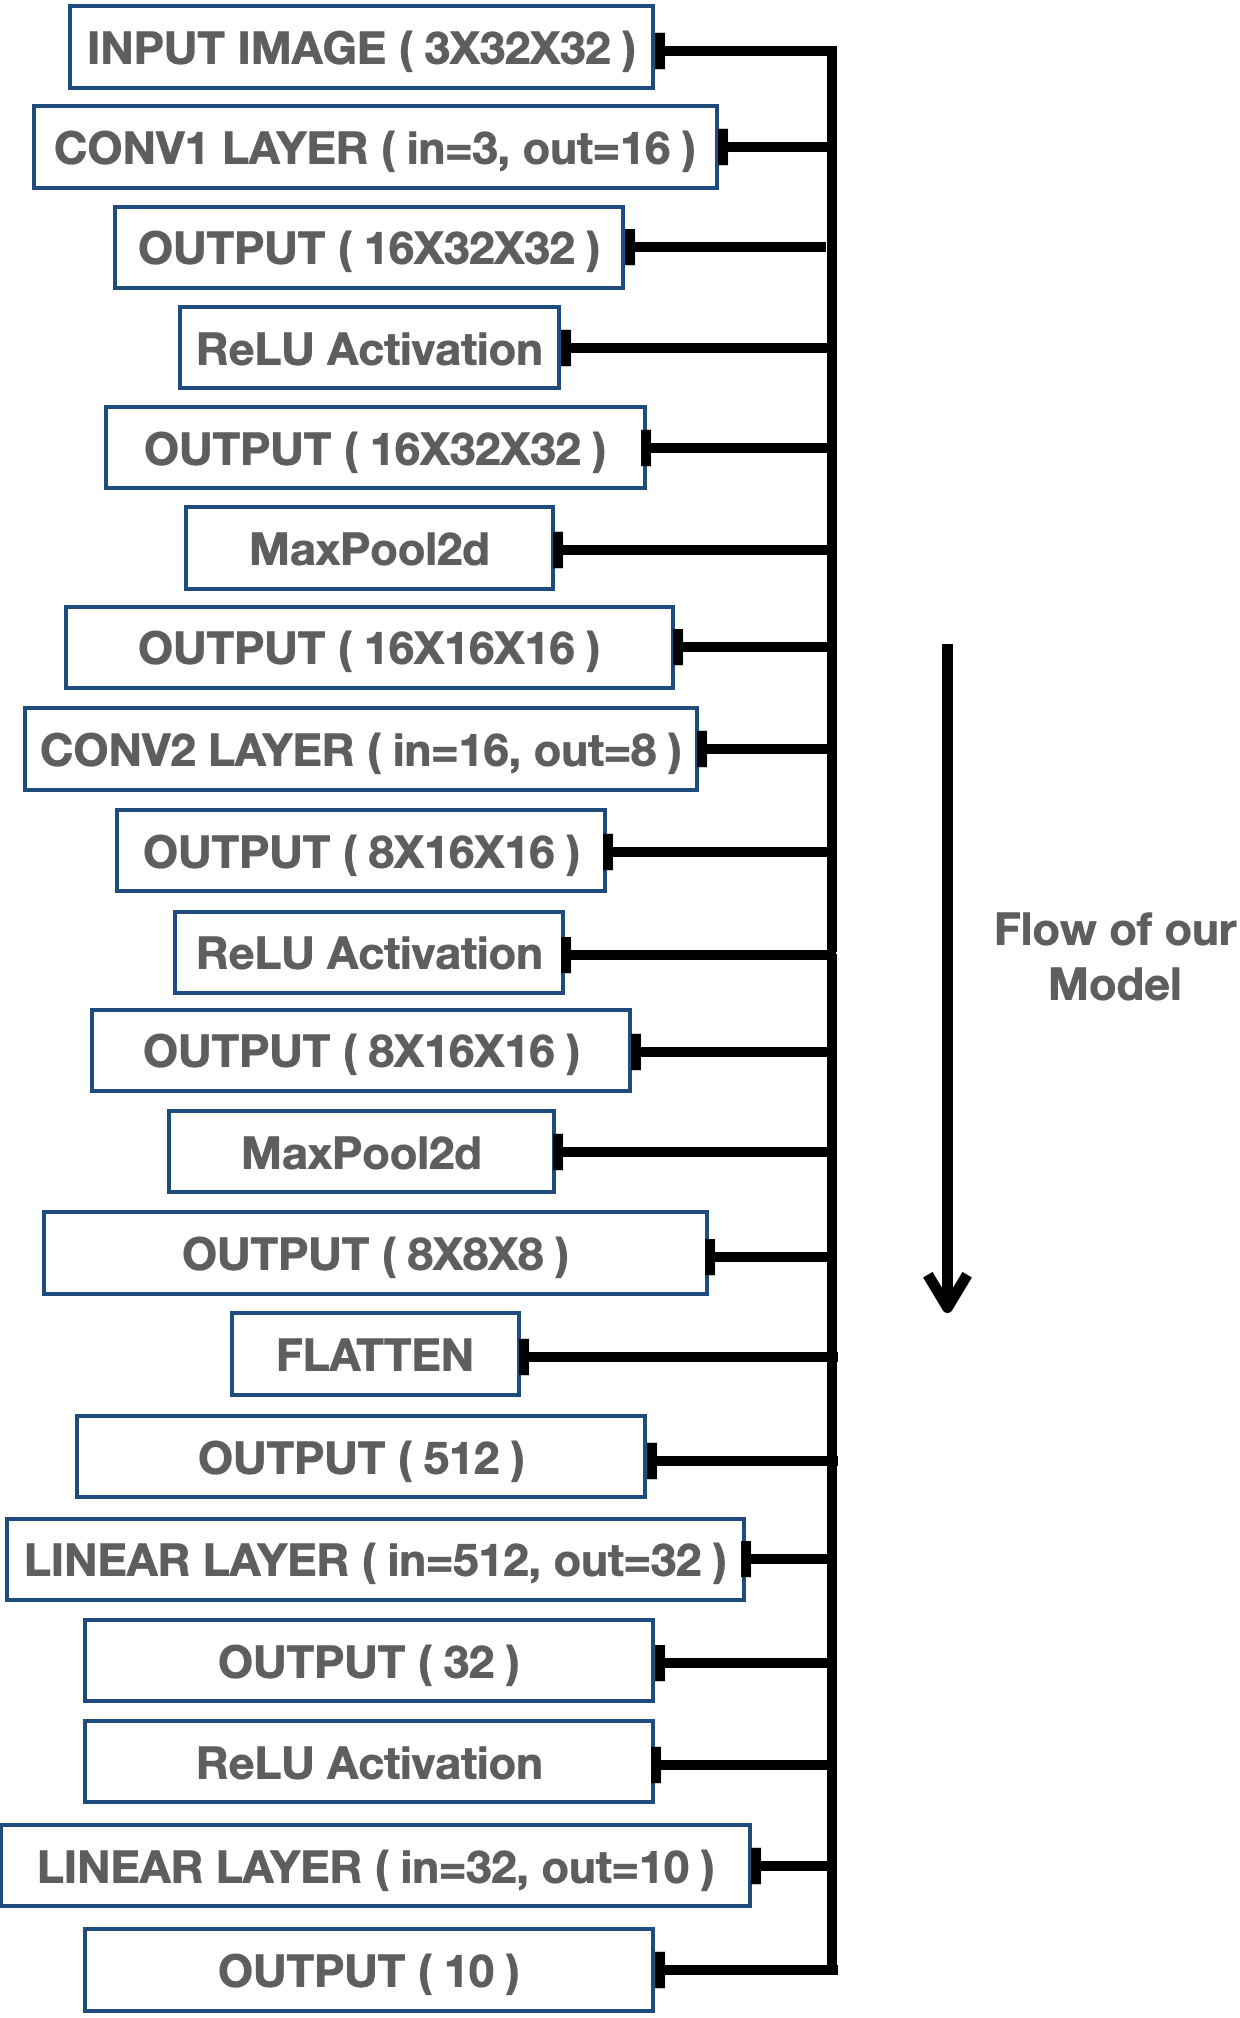 INPUT IMAGE ( 3X32X32 )
CONV1 LAYER ( in=3, out=16 )
OUTPUT ( 16X32X32 )
ReLU Activation
OUTPUT ( 16X32X32 )
MaxPool2d
OUTPUT ( 16X16X16 )
CONV2 LAYER ( in=16, out=8 )
OUTPUT ( 8X16X16 )
ReLU Activation
OUTPUT ( 8X16X16 )
MaxPool2d
OUTPUT ( 8X8X8 )
FLATTEN
OUTPUT ( 512 )
LINEAR LAYER ( in=512, out=32 )
OUTPUT ( 32 )
ReLU Activation
LINEAR LAYER ( in=32, out=10 )
OUTPUT ( 10 )
Flow of our
Model